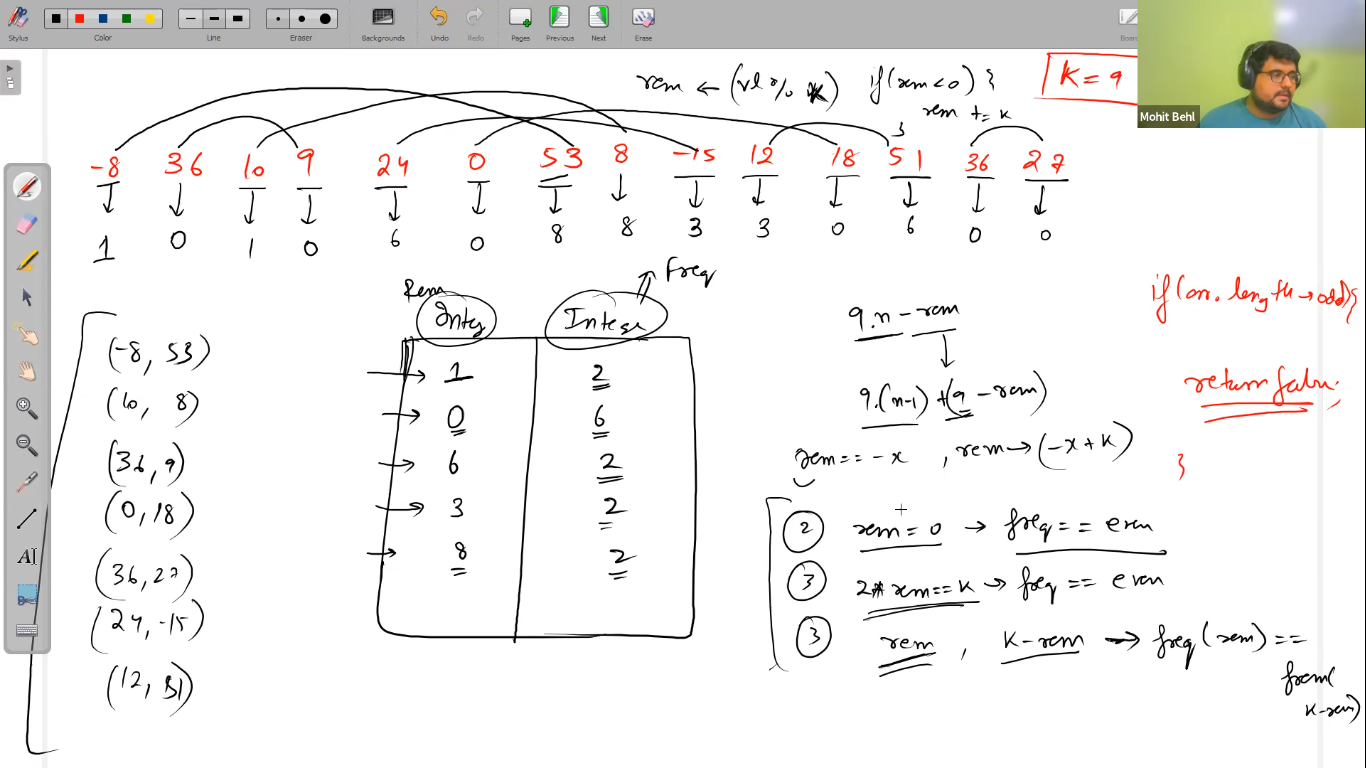 Stylus
Color
Line
Eraser
Backgrounds
Undo
Redo
Pages
Previous
Next
Erase
Board
Mohit Behl
rem ← (vl % K)
if(rem<0) {
rem += K
}
K = 9
-8 36 10 9 24 0 53 8 -15 12 18 51 36 27
1 0 1 0 6 0 8 8 3 3 0 6 0 0
Rem
Freq
Integ
Intege
1 2
0 6
6 2
3 2
8 2
(-8, 53)
(10, 8)
(36, 9)
(0, 18)
(36, 27)
(24, -15)
(12, 51)
9.n - rem
9.(n-1) + (9 - rem)
rem == -x , rem → (-x + K)
② rem = 0 → freq == even
③ 2* rem == K → freq == even
③ rem , K-rem → freq(rem) ==
K-rem)
if(arr.length → odd){
return false;
}
AI